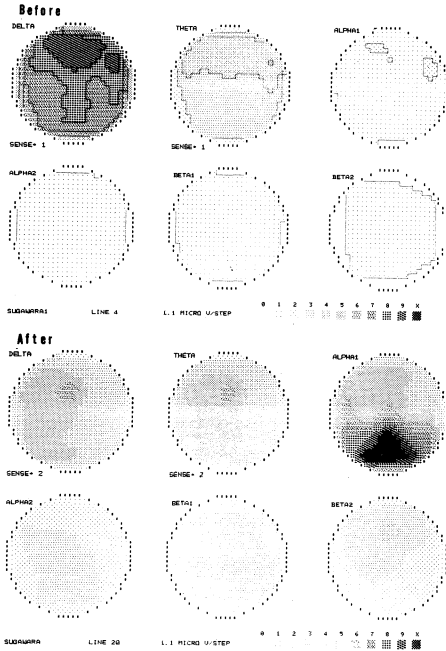 Before
DELTA THETA ALPHA1
SENSE+ 1 SENSE+ 1
ALPHA2 BETA1 BETA2
0 1 2 3 4 5 6 7 8 9 X
SUGAWARA1 LINE 4 1.1 MICRO V/STEP
After
DELTA THETA ALPHA1
SENSE+ 2 SENSE+ 2
ALPHA2 BETA1 BETA2
0 1 2 3 4 5 6 7 8 9 X
SUGAWARA LINE 20 1.1 MICRO V/STEP